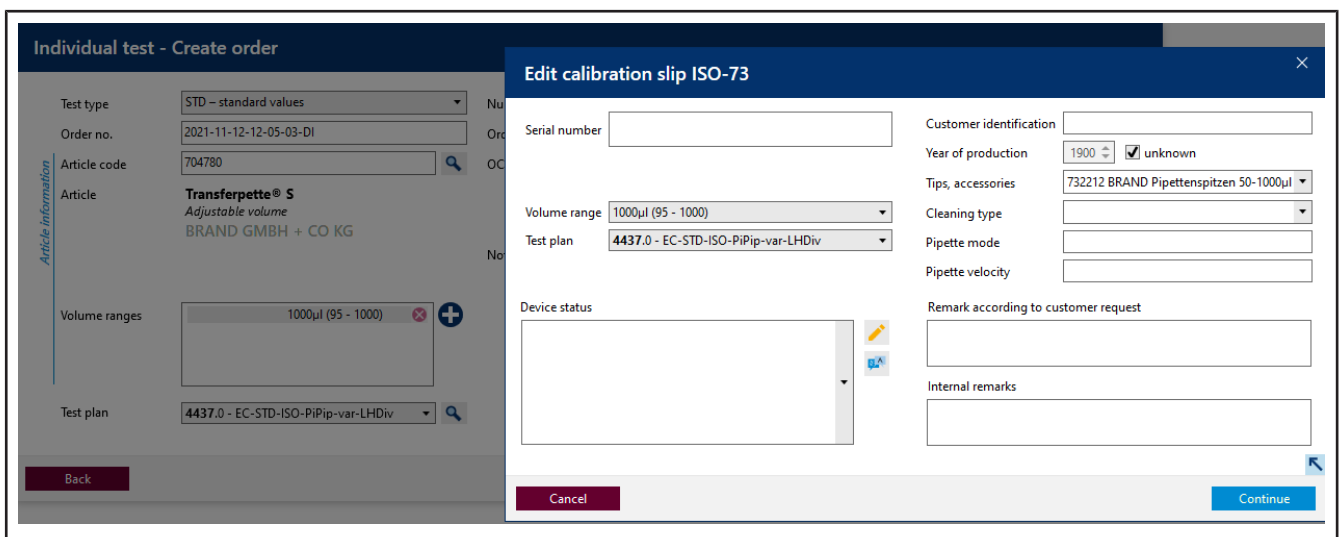 Individual test - Create order
Test type
STD – standard values
Nu
Order no.
2021-11-12-12-05-03-DI
Ord
Article information
Article code
704780
OC
Article
Transferpette® S
Adjustable volume
BRAND GMBH + CO KG
No
Volume ranges
1000µl (95 - 1000)
Test plan
4437.0 - EC-STD-ISO-PiPip-var-LHDiv
Back
Edit calibration slip ISO-73
Serial number
Volume range
1000µl (95 - 1000)
Test plan
4437.0 - EC-STD-ISO-PiPip-var-LHDiv
Device status
Customer identification
Year of production
1900
unknown
Tips, accessories
732212 BRAND Pipettenspitzen 50-1000µl
Cleaning type
Pipette mode
Pipette velocity
Remark according to customer request
Internal remarks
Cancel
Continue